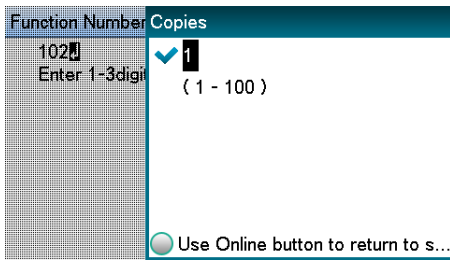 Function Number
Copies
102
Enter 1-3digi
1
( 1 - 100 )
Use Online button to return to s...